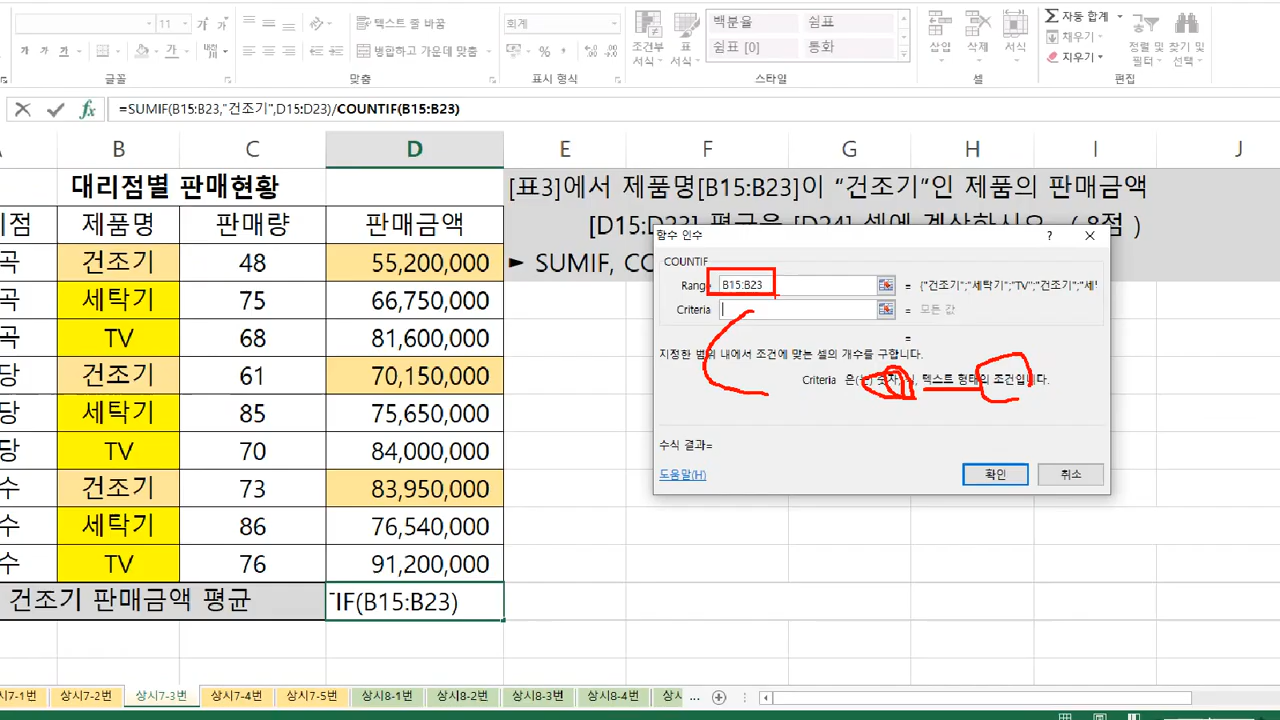 11
텍스트 줄 바꿈
회계
백분율
쉼표
자동 합계
가
가
가
병합하고 가운데 맞춤
%
조건부
서식
표
서식
쉼표 [0]
통화
삽입
삭제
서식
채우기
지우기
정렬 및
필터
찾기 및
선택
글꼴
맞춤
표시 형식
스타일
셀
편집
fx
=SUMIF(B15:B23,"건조기",D15:D23)/COUNTIF(B15:B23)
B
C
D
E
F
G
H
I
J
대리점별 판매현황
[표3]에서 제품명[B15:B23]이 “건조기”인 제품의 판매금액
리점
제품명
판매량
판매금액
[D15:D23] 평균을 [D24] 셀에 계산하시오. ( 8점 )
곡
건조기
48
55,200,000
► SUMIF, CO
곡
세탁기
75
66,750,000
곡
TV
68
81,600,000
당
건조기
61
70,150,000
당
세탁기
85
75,650,000
당
TV
70
84,000,000
수
건조기
73
83,950,000
수
세탁기
86
76,540,000
수
TV
76
91,200,000
건조기 판매금액 평균
IF(B15:B23)
함수 인수
?
COUNTIF
Range
B15:B23
= {"건조기";"세탁기";"TV";"건조기";"세
Criteria
= 모든 값
=
지정한 범위 내에서 조건에 맞는 셀의 개수를 구합니다.
Criteria 은(는) 숫자, 식, 텍스트 형태의 조건입니다.
수식 결과=
도움말(H)
확인
취소
시7-1번
상시7-2번
상시7-3번
상시7-4번
상시7-5번
상시8-1번
상시8-2번
상시8-3번
상시8-4번
상시
...